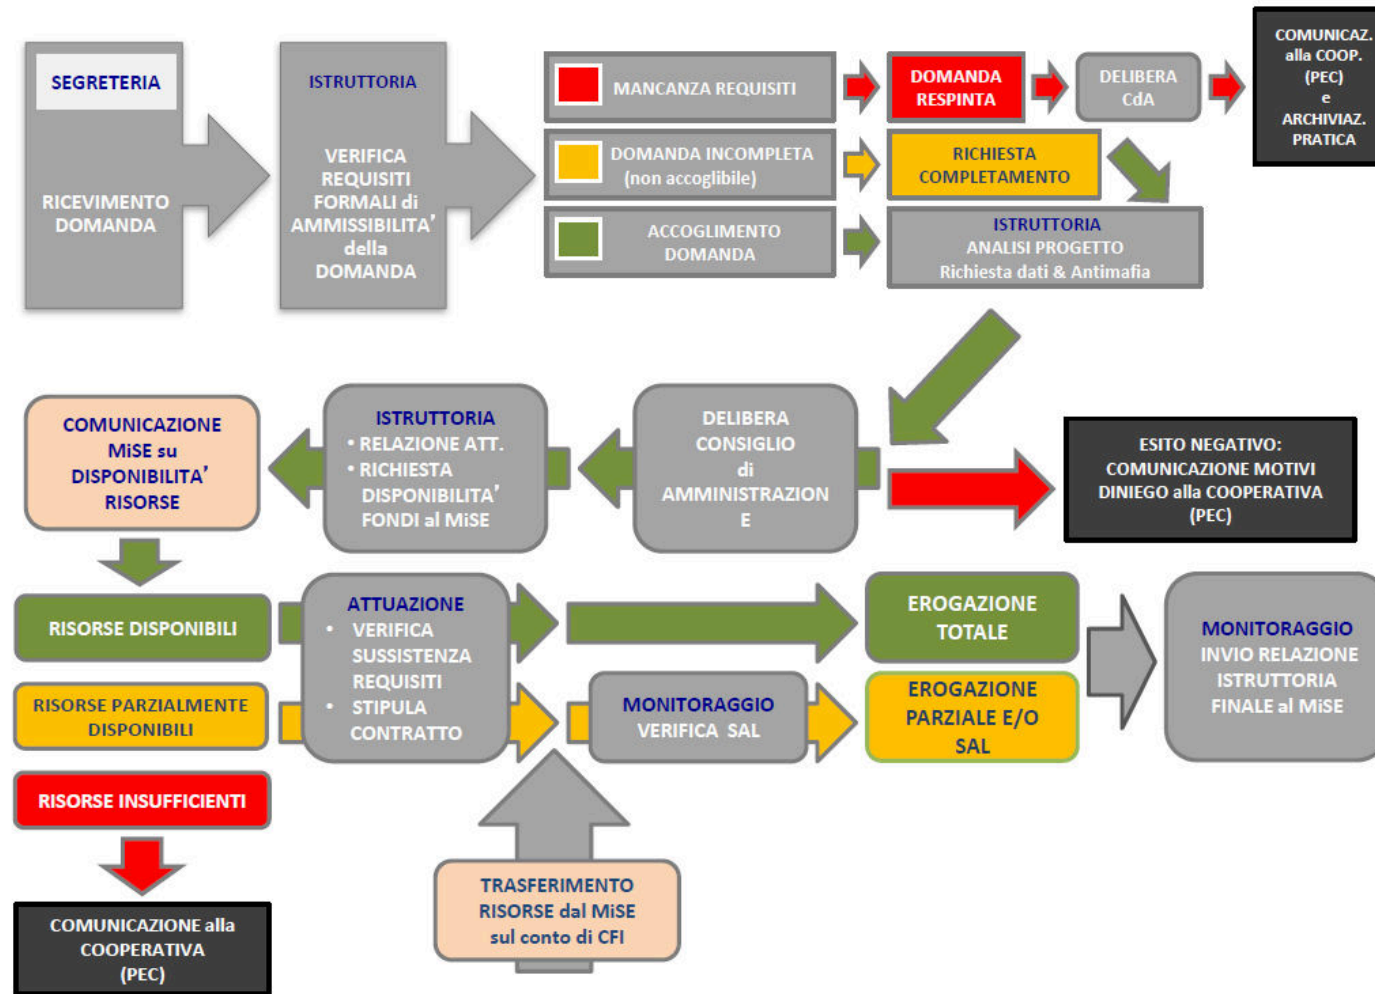 SEGRETERIA
RICEVIMENTO
DOMANDA
ISTRUTTORIA
VERIFICA
REQUISITI
FORMALI di
AMMISSIBILITA’
della
DOMANDA
MANCANZA REQUISITI
DOMANDA
RESPINTA
DELIBERA
CdA
COMUNICAZ.
alla COOP.
(PEC)
e
ARCHIVIAZ.
PRATICA
DOMANDA INCOMPLETA
(non accoglibile)
RICHIESTA
COMPLETAMENTO
ACCOGLIMENTO
DOMANDA
ISTRUTTORIA
ANALISI PROGETTO
Richiesta dati & Antimafia
COMUNICAZIONE
MiSE su
DISPONIBILITA’
RISORSE
ISTRUTTORIA
• RELAZIONE ATT.
• RICHIESTA
DISPONIBILITA’
FONDI al MiSE
DELIBERA
CONSIGLIO
di
AMMINISTRAZION
E
ESITO NEGATIVO:
COMUNICAZIONE MOTIVI
DINIEGO alla COOPERATIVA
(PEC)
RISORSE DISPONIBILI
RISORSE PARZIALMENTE
DISPONIBILI
RISORSE INSUFFICIENTI
COMUNICAZIONE alla
COOPERATIVA
(PEC)
ATTUAZIONE
• VERIFICA
SUSSISTENZA
REQUISITI
• STIPULA
CONTRATTO
MONITORAGGIO
VERIFICA SAL
TRASFERIMENTO
RISORSE dal MiSE
sul conto di CFI
EROGAZIONE
TOTALE
EROGAZIONE
PARZIALE E/O
SAL
MONITORAGGIO
INVIO RELAZIONE
ISTRUTTORIA
FINALE al MiSE